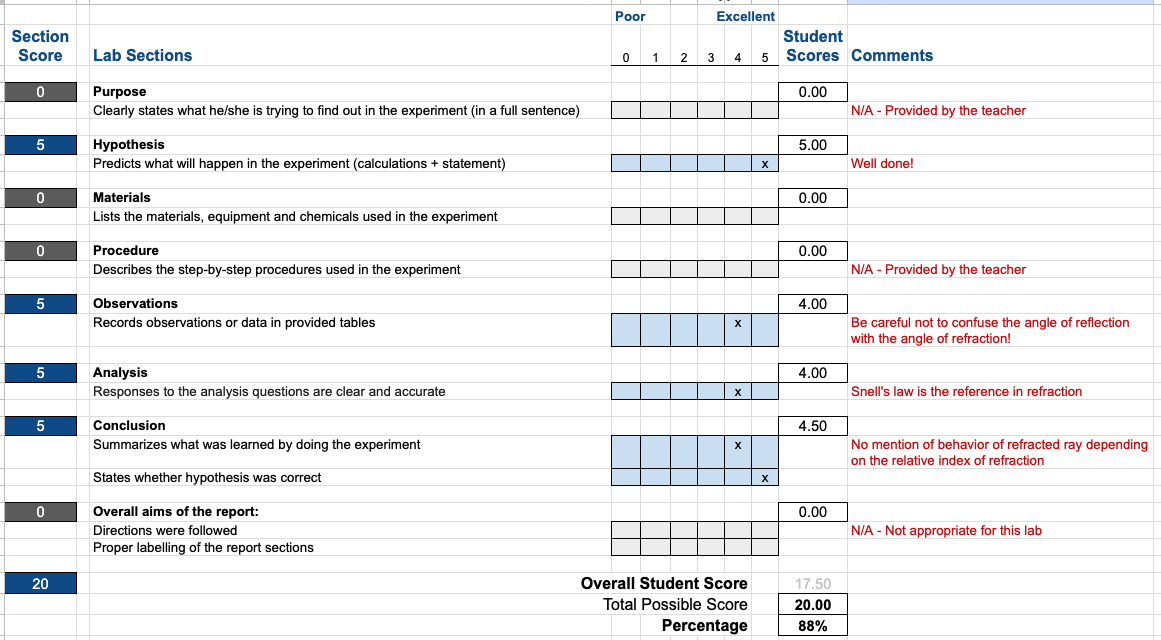 Poor Excellent
Section Student
Score Lab Sections 0 1 2 3 4 5 Scores Comments
0 Purpose 0.00
Clearly states what he/she is trying to find out in the experiment (in a full sentence) N/A - Provided by the teacher
5 Hypothesis 5.00
Predicts what will happen in the experiment (calculations + statement) x Well done!
0 Materials 0.00
Lists the materials, equipment and chemicals used in the experiment
0 Procedure 0.00
Describes the step-by-step procedures used in the experiment N/A - Provided by the teacher
5 Observations 4.00
Records observations or data in provided tables x Be careful not to confuse the angle of reflection
with the angle of refraction!
5 Analysis 4.00
Responses to the analysis questions are clear and accurate x Snell's law is the reference in refraction
5 Conclusion 4.50
Summarizes what was learned by doing the experiment x No mention of behavior of refracted ray depending
on the relative index of refraction
States whether hypothesis was correct x
0 Overall aims of the report: 0.00
Directions were followed N/A - Not appropriate for this lab
Proper labelling of the report sections
20 Overall Student Score 17.50
Total Possible Score 20.00
Percentage 88%